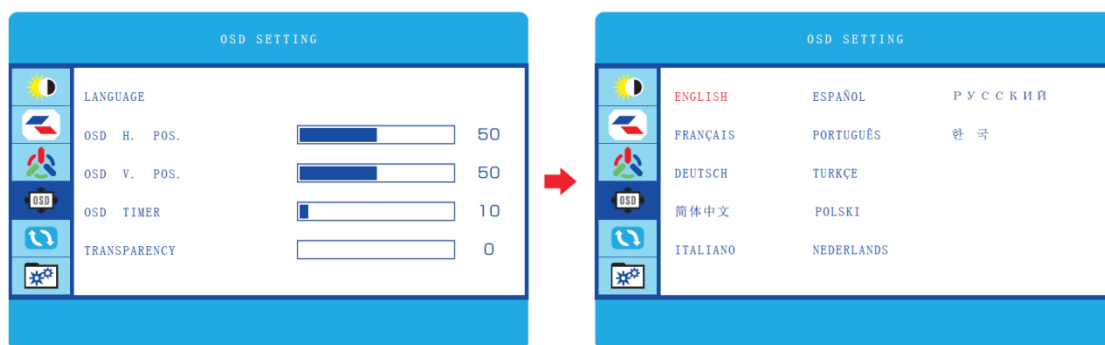 OSD SETTING
LANGUAGE
OSD H. POS. 50
OSD V. POS. 50
OSD TIMER 10
TRANSPARENCY 0
OSD
OSD SETTING
ENGLISH ESPAÑOL РУССКИЙ
FRANÇAIS PORTUGUÊS 한 국
DEUTSCH TURKÇE
简体中文 POLSKI
ITALIANO NEDERLANDS
OSD